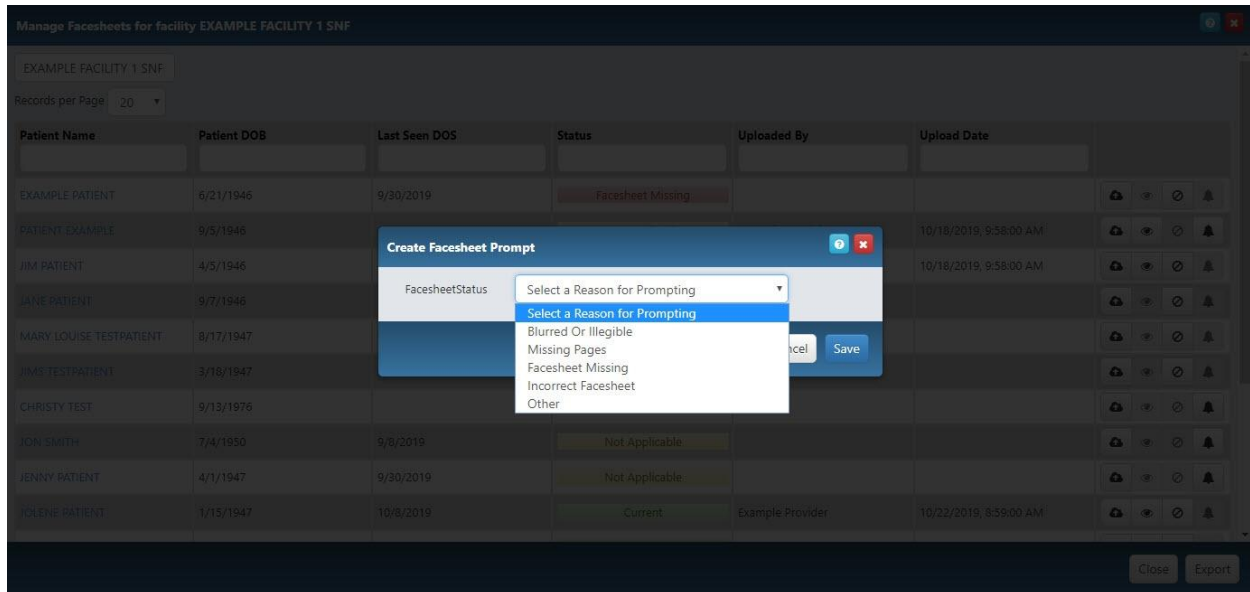 Manage Facesheets for facility EXAMPLE FACILITY 1 SNF
EXAMPLE FACILITY 1 SNF
Records per Page 20
Patient Name Patient DOB Last Seen DOS Status Uploaded By Upload Date
EXAMPLE PATIENT 6/21/1946 9/30/2019 Facesheet Missing
PATIENT EXAMPLE 9/5/1946 10/18/2019, 9:58:00 AM
JIM PATIENT 4/5/1946 10/18/2019, 9:58:00 AM
JANE PATIENT 9/7/1946
MARY LOUISE TESTPATIENT 8/17/1947
JIMS TESTPATIENT 3/18/1947
CHRISTY TEST 9/13/1976
JON SMITH 7/4/1950 9/8/2019 Not Applicable
JENNY PATIENT 4/1/1947 9/30/2019 Not Applicable
JOLENE PATIENT 1/15/1947 10/8/2019 Current Example Provider 10/22/2019, 8:59:00 AM
Create Facesheet Prompt
FacesheetStatus Select a Reason for Prompting
Select a Reason for Prompting
Blurred Or Illegible
Missing Pages
Facesheet Missing
Incorrect Facesheet
Other
ncel Save
Close Export